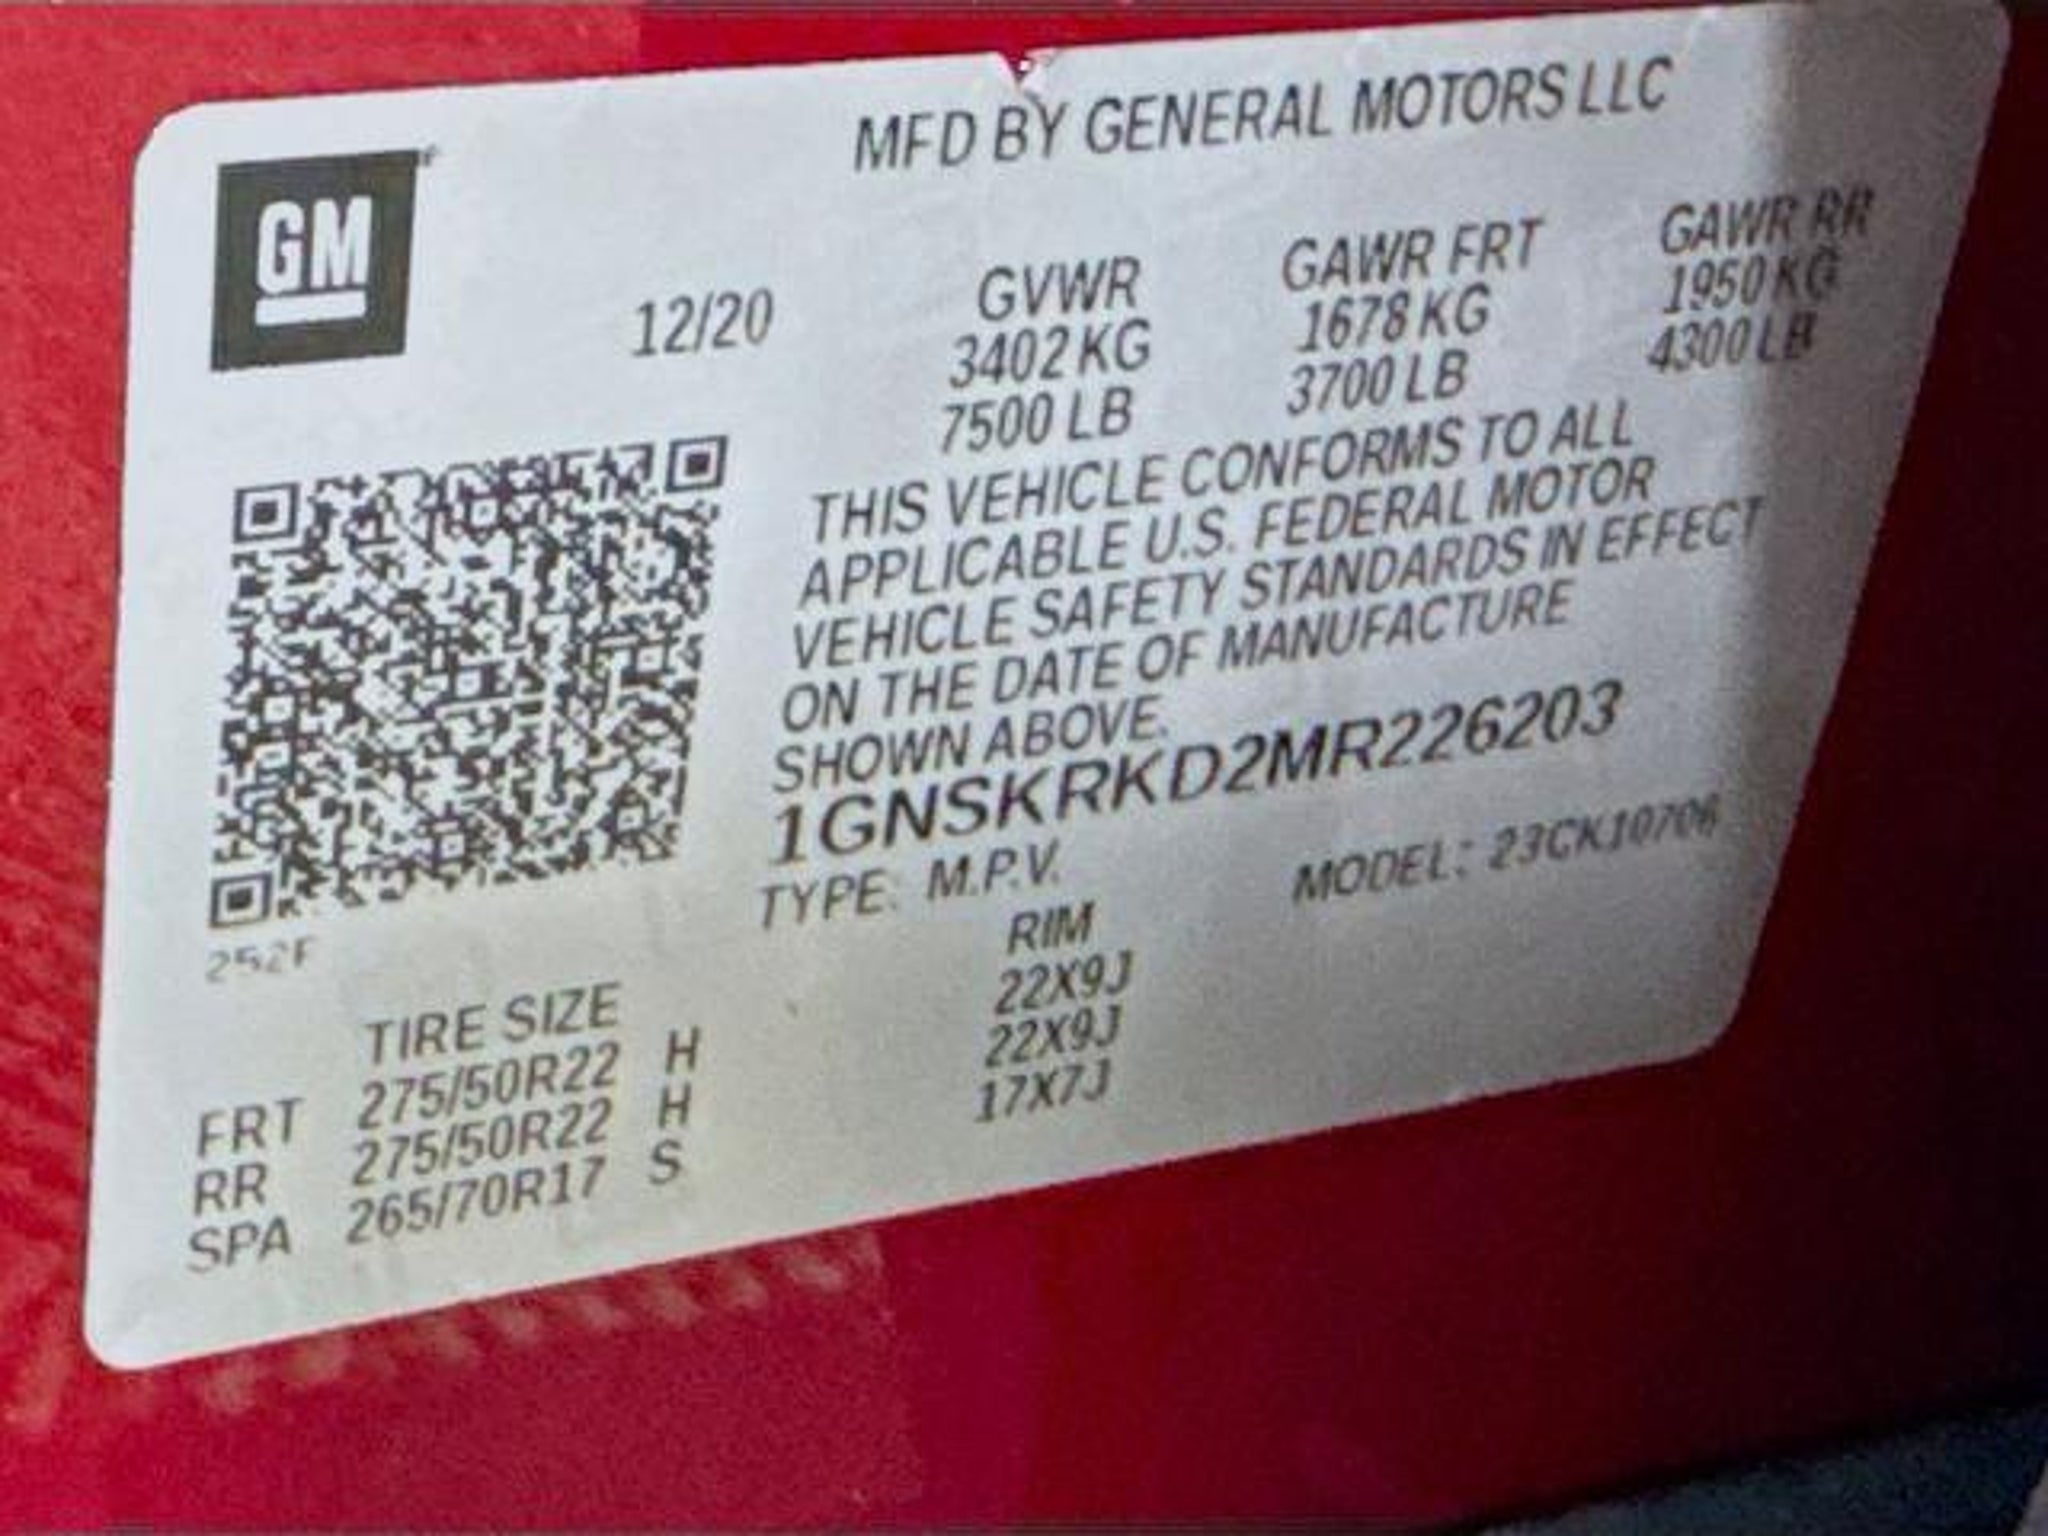 MFD BY GENERAL MOTORS LLC
GM
12/20
GVWR GAWR FRT GAWR RR
3402 KG 1678 KG 1950 KG
7500 LB 3700 LB 4300 LB
THIS VEHICLE CONFORMS TO ALL
APPLICABLE U.S. FEDERAL MOTOR
VEHICLE SAFETY STANDARDS IN EFFECT
ON THE DATE OF MANUFACTURE
SHOWN ABOVE.
1GNSKRKD2MR226203
TYPE: M.P.V. MODEL: 23CK10706
252F
TIRE SIZE RIM
FRT 275/50R22 H 22X9J
RR 275/50R22 H 22X9J
SPA 265/70R17 S 17X7J